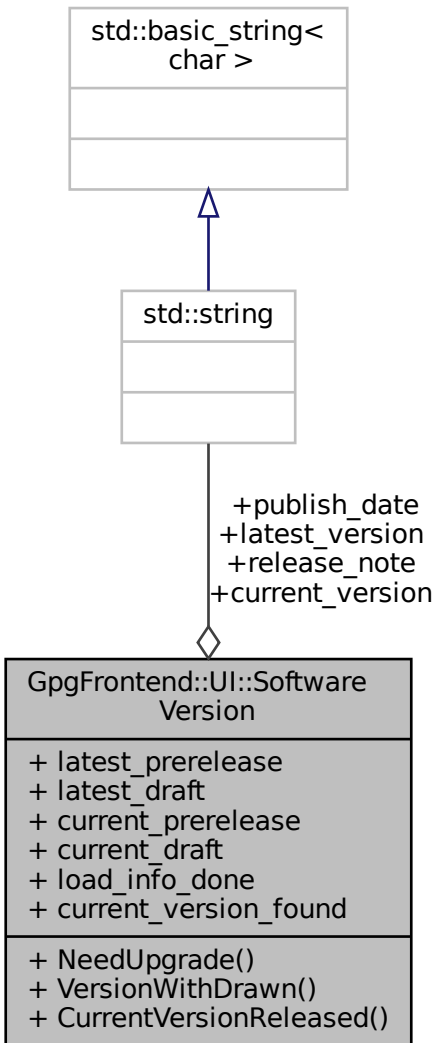 std::basic_string<
char >
std::string
+publish_date
+latest_version
+release_note
+current_version
GpgFrontend::UI::Software
Version
+ latest_prerelease
+ latest_draft
+ current_prerelease
+ current_draft
+ load_info_done
+ current_version_found
+ NeedUpgrade()
+ VersionWithDrawn()
+ CurrentVersionReleased()